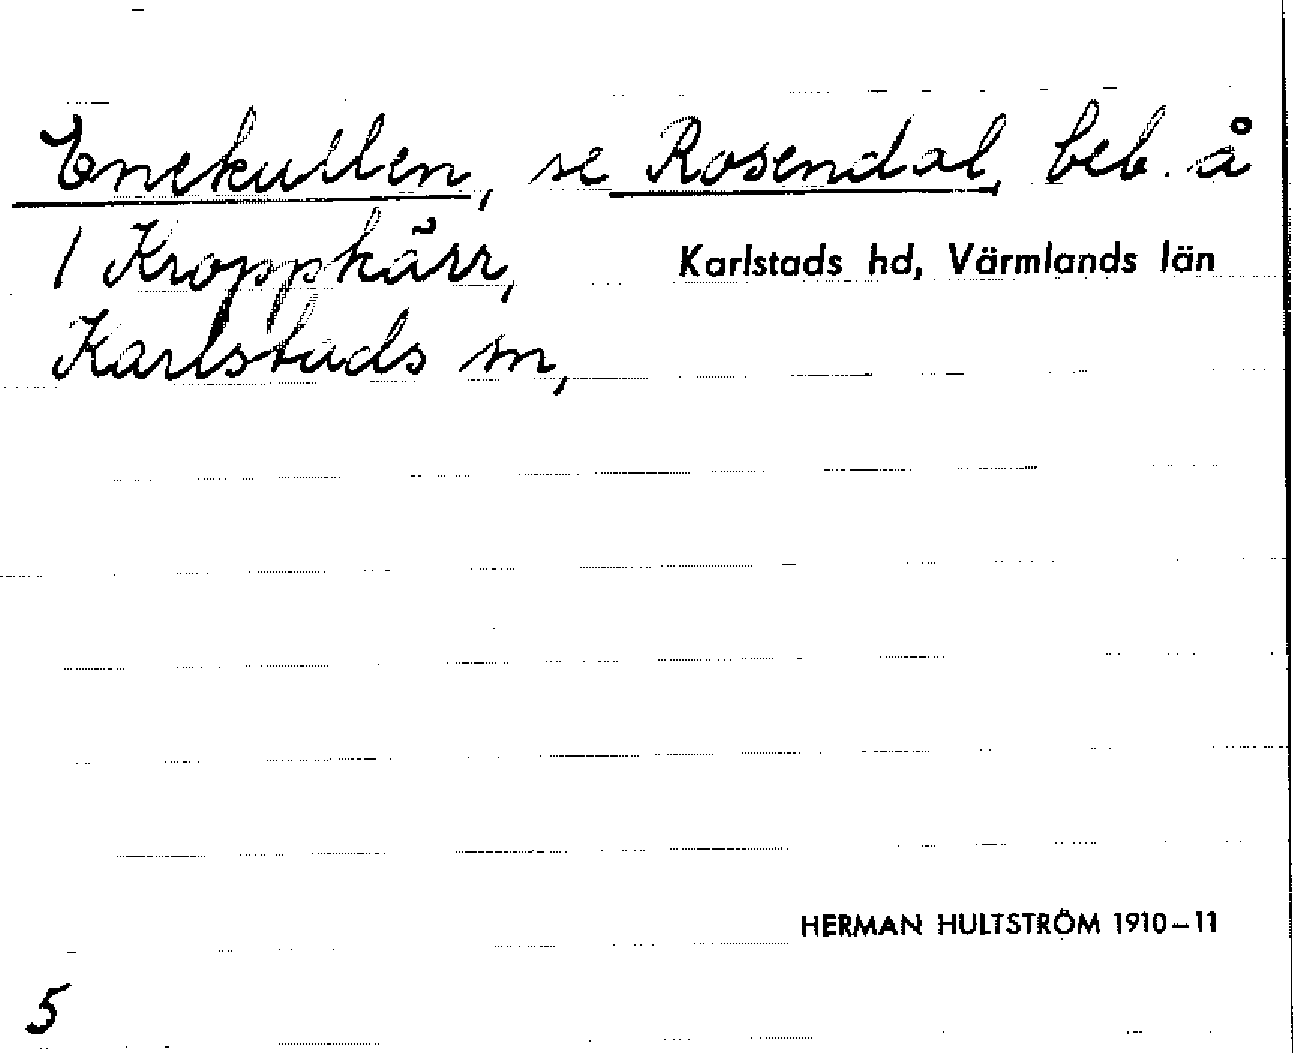 Enekullen, se Rosendal, beb. å
1 Kroppkärr,
Karlstads hd, Värmlands län
Karlstads sn,
HERMAN HULTSTRÖM 1910–11
5